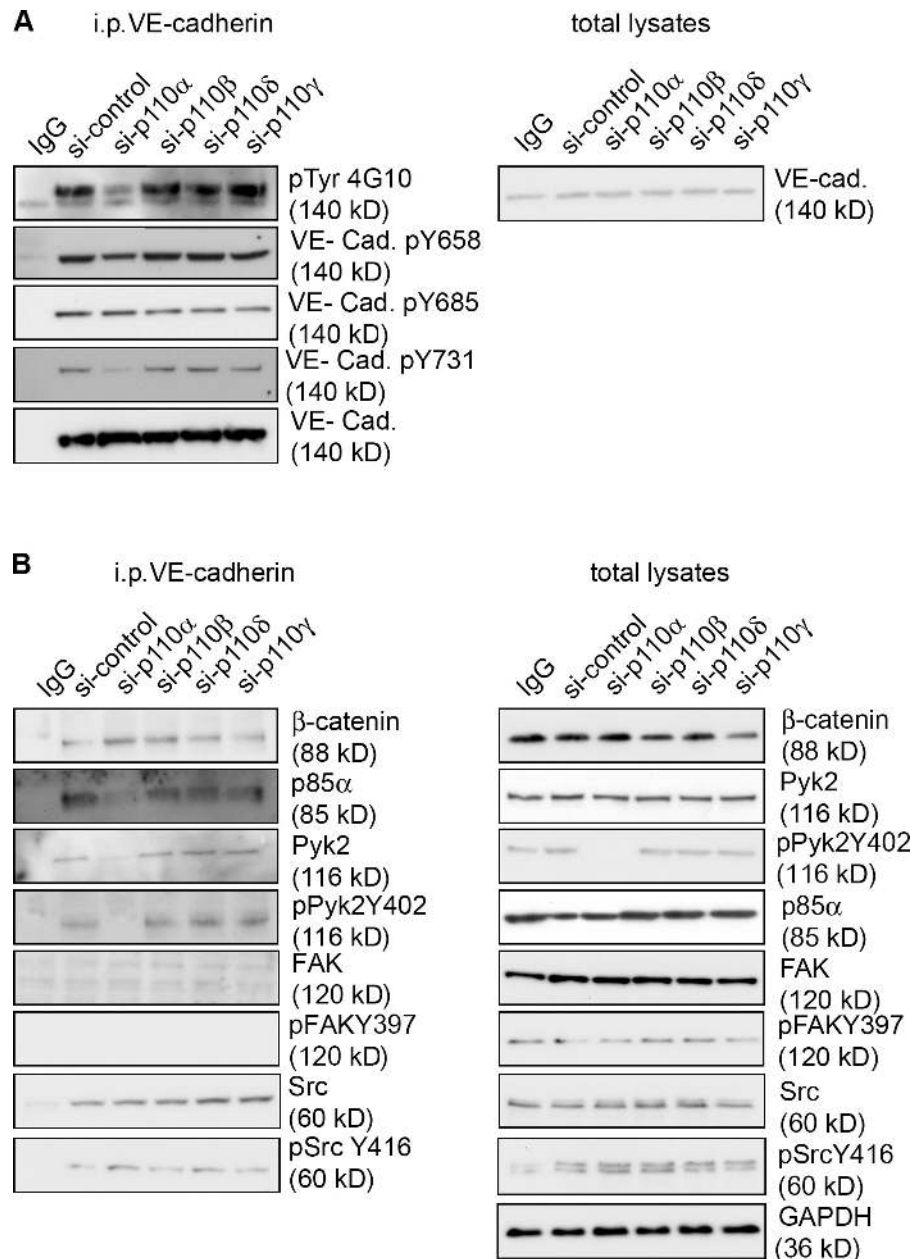 A
i.p.VE-cadherin
total lysates
IgG
si-control
si-p110α
si-p110β
si-p110δ
si-p110γ
IgG
si-control
si-p110α
si-p110β
si-p110δ
si-p110γ
pTyr 4G10
(140 kD)
VE- Cad. pY658
(140 kD)
VE- Cad. pY685
(140 kD)
VE- Cad. pY731
(140 kD)
VE- Cad.
(140 kD)
VE-cad.
(140 kD)
B
i.p.VE-cadherin
total lysates
IgG
si-control
si-p110α
si-p110β
si-p110δ
si-p110γ
IgG
si-control
si-p110α
si-p110β
si-p110δ
si-p110γ
β-catenin
(88 kD)
p85α
(85 kD)
Pyk2
(116 kD)
pPyk2Y402
(116 kD)
FAK
(120 kD)
pFAKY397
(120 kD)
Src
(60 kD)
pSrc Y416
(60 kD)
β-catenin
(88 kD)
Pyk2
(116 kD)
pPyk2Y402
(116 kD)
p85α
(85 kD)
FAK
(120 kD)
pFAKY397
(120 kD)
Src
(60 kD)
pSrcY416
(60 kD)
GAPDH
(36 kD)